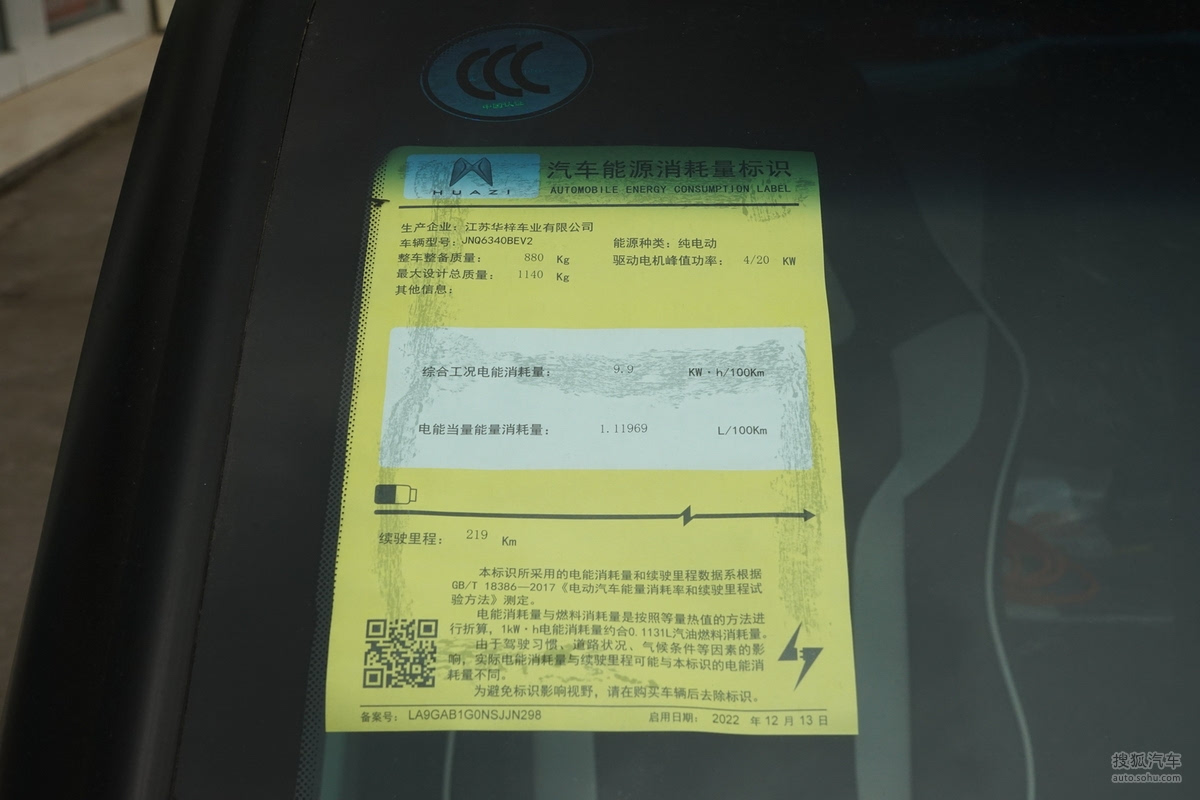 CCC
HUAZI
汽车能源消耗量标识
AUTOMOBILE ENERGY CONSUMPTION LABEL
生产企业：江苏华梓车业有限公司
车辆型号：JNQ6340BEV2
能源种类：纯电动
整车整备质量： 880 Kg
驱动电机峰值功率： 4/20 KW
最大设计总质量： 1140 Kg
其他信息：
综合工况电能消耗量： 9.9 KW·h/100Km
电能当量能量消耗量： 1.11969 L/100Km
续驶里程： 219 Km
本标识所采用的电能消耗量和续驶里程数据系根据
GB/T 18386—2017《电动汽车能量消耗率和续驶里程试
验方法》测定。
电能消耗量与燃料消耗量是按照等量热值的方法进
行折算，1kW·h电能消耗量约合0.1131L汽油燃料消耗量。
由于驾驶习惯、道路状况、气候条件等因素的影
响，实际电能消耗量与续驶里程可能与本标识的电能消
耗量不同。
为避免标识影响视野，请在购买车辆后去除标识。
备案号： LA9GAB1G0NSJJN298
启用日期： 2022 年 12 月 13 日
搜狐汽车
auto.sohu.com